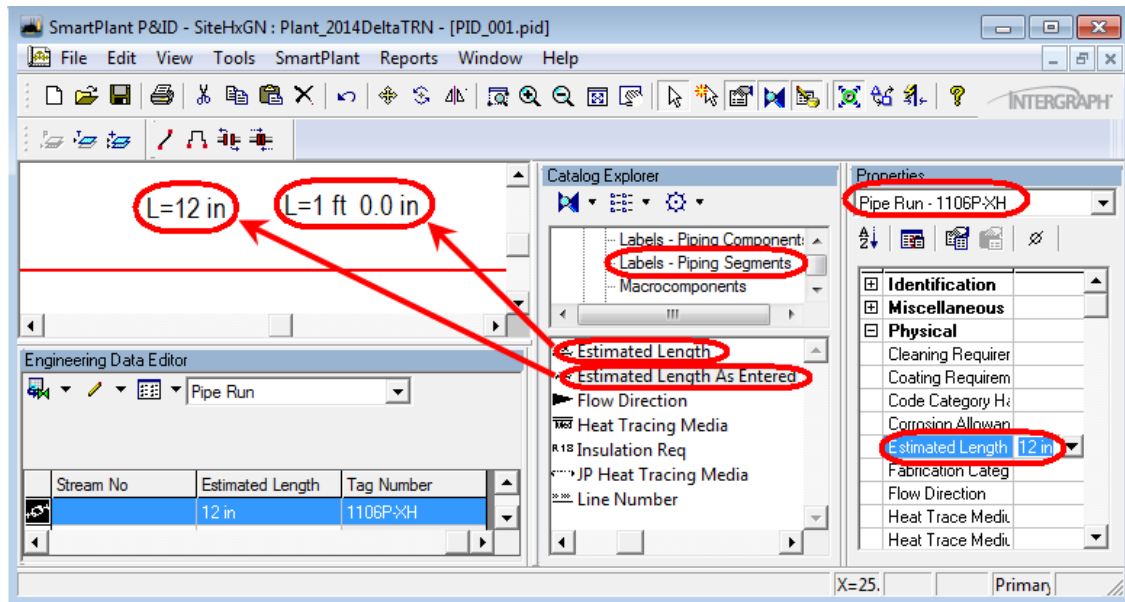 SmartPlant P&ID - SiteHxGN : Plant_2014DeltaTRN - [PID_001.pid]
File Edit View Tools SmartPlant Reports Window Help
INTERGRAPH
L=12 in
L=1 ft 0.0 in
Engineering Data Editor
Pipe Run
Stream No Estimated Length Tag Number
12 in 1106P-XH
Catalog Explorer
Labels - Piping Component
Labels - Piping Segments
Macrocomponents
Estimated Length
Estimated Length As Entered
Flow Direction
Heat Tracing Media
R18 Insulation Req
JP Heat Tracing Media
Line Number
Properties
Pipe Run - 1106P-XH
Identification
Miscellaneous
Physical
Cleaning Requirer
Coating Requirem
Code Category Ha
Corrosion Allowan
Estimated Length 12 in
Fabrication Categ
Flow Direction
Heat Trace Mediu
Heat Trace Mediu
X=25. Primary